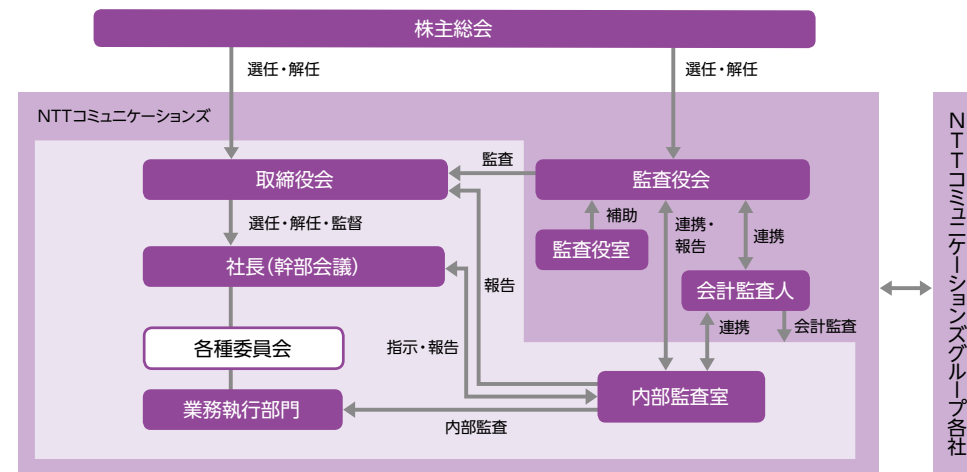 株主総会
選任・解任
選任・解任
NTTコミュニケーションズ
取締役会
監査
監査役会
選任・解任・監督
補助
連携・
報告
連携
監査役室
社長(幹部会議)
報告
会計監査人
指示・報告
連携
会計監査
各種委員会
内部監査室
業務執行部門
内部監査
NTTコミュニケーションズグループ各社